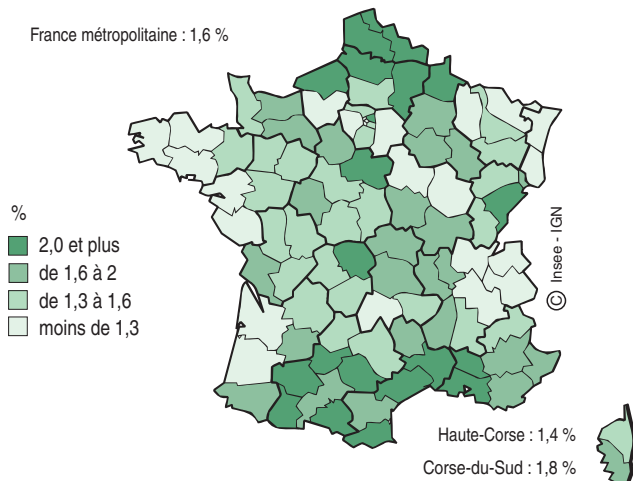 France métropolitaine : 1,6 %
%
2,0 et plus
de 1,6 à 2
de 1,3 à 1,6
moins de 1,3
© Insee - IGN
Haute-Corse : 1,4 %
Corse-du-Sud : 1,8 %